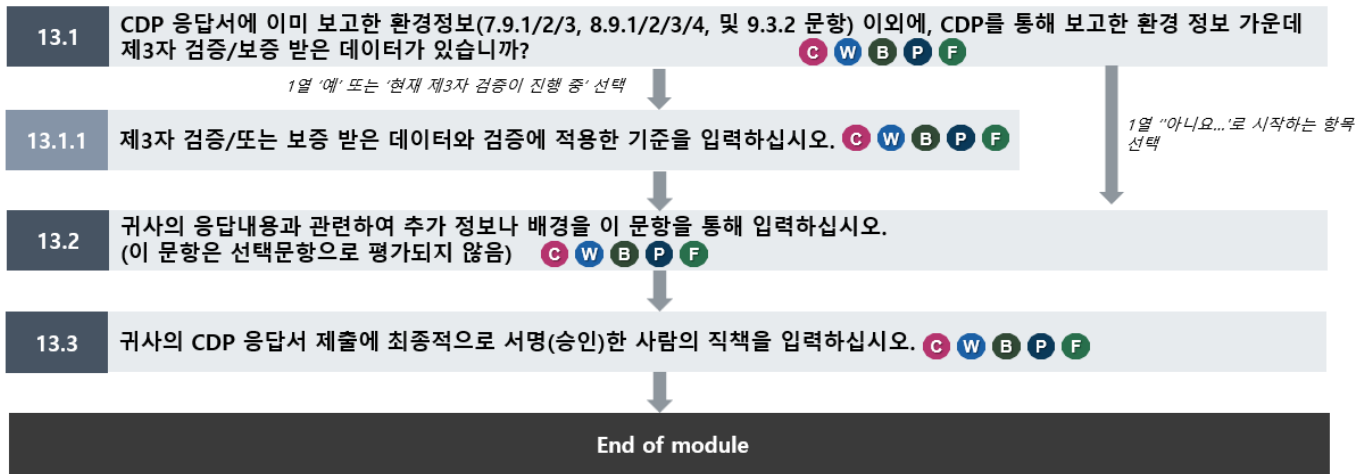 13.1
CDP 응답서에 이미 보고한 환경정보(7.9.1/2/3, 8.9.1/2/3/4, 및 9.3.2 문항) 이외에, CDP를 통해 보고한 환경 정보 가운데
제3자 검증/보증 받은 데이터가 있습니까? C W B P F
1열 ‘예’ 또는 ‘현재 제3자 검증이 진행 중’ 선택
1열 “아니요...’로 시작하는 항목
선택
13.1.1
제3자 검증/또는 보증 받은 데이터와 검증에 적용한 기준을 입력하십시오. C W B P F
13.2
귀사의 응답내용과 관련하여 추가 정보나 배경을 이 문항을 통해 입력하십시오.
(이 문항은 선택문항으로 평가되지 않음) C W B P F
13.3
귀사의 CDP 응답서 제출에 최종적으로 서명(승인)한 사람의 직책을 입력하십시오. C W B P F
End of module